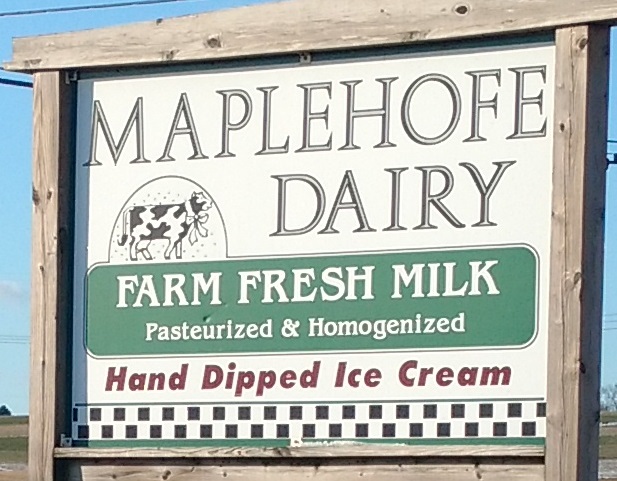 MAPLEHOFE
DAIRY
FARM FRESH MILK
Pasteurized & Homogenized
Hand Dipped Ice Cream